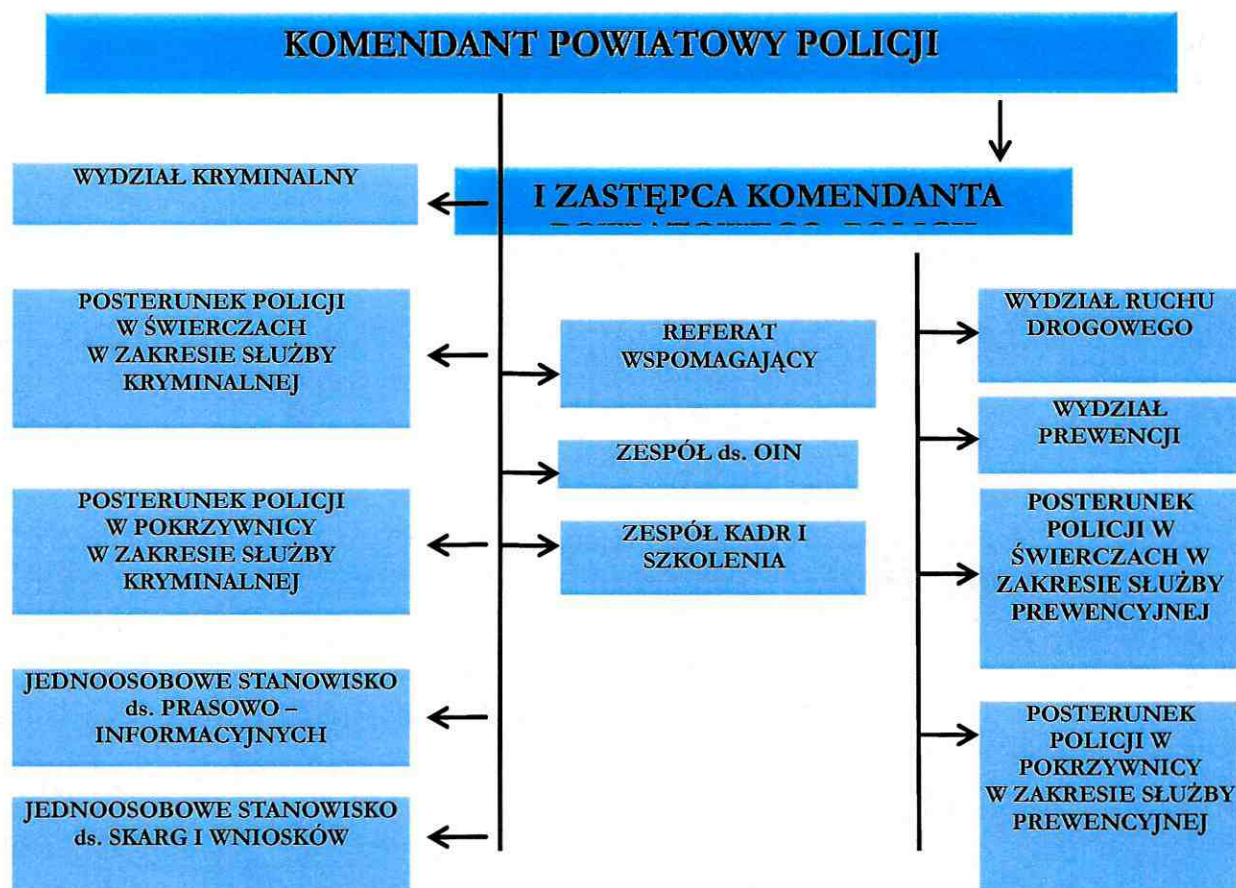 KOMENDANT POWIATOWY POLICJI
WYDZIAŁ KRYMINALNY
I ZASTĘPCA KOMENDANTA
POWIATOWEGO POLICJI
POSTERUNEK POLICJI
W ŚWIERCZACH
W ZAKRESIE SŁUŻBY
KRYMINALNEJ
POSTERUNEK POLICJI
W POKRZYWNICY
W ZAKRESIE SŁUŻBY
KRYMINALNEJ
JEDNOOSOBOWE STANOWISKO
ds. PRASOWO –
INFORMACYJNYCH
JEDNOOSOBOWE STANOWISKO
ds. SKARG I WNIOSKÓW
REFERAT
WSPOMAGAJĄCY
ZESPÓŁ ds. OIN
ZESPÓŁ KADR I
SZKOLENIA
WYDZIAŁ RUCHU
DROGOWEGO
WYDZIAŁ
PREWENCJI
POSTERUNEK
POLICJI W
ŚWIERCZACH W
ZAKRESIE SŁUŻBY
PREWENCYJNEJ
POSTERUNEK
POLICJI W
POKRZYWNICY
W ZAKRESIE SŁUŻBY
PREWENCYJNEJ